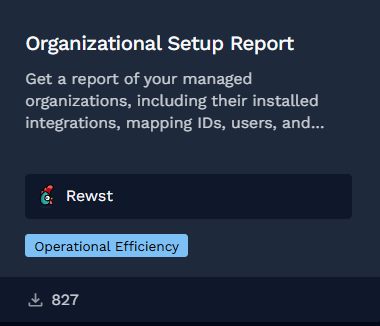 Organizational Setup Report
Get a report of your managed
organizations, including their installed
integrations, mapping IDs, users, and...
Rewst
Operational Efficiency
827